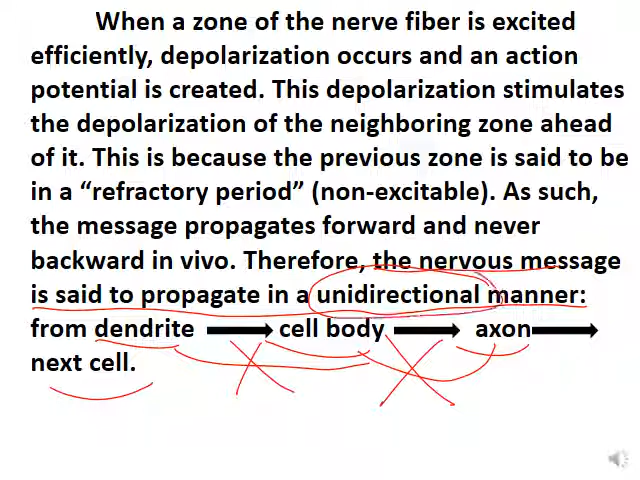 When a zone of the nerve fiber is excited
efficiently, depolarization occurs and an action
potential is created. This depolarization stimulates
the depolarization of the neighboring zone ahead
of it. This is because the previous zone is said to be
in a “refractory period” (non-excitable). As such,
the message propagates forward and never
backward in vivo. Therefore, the nervous message
is said to propagate in a unidirectional manner:
from dendrite cell body axon
next cell.